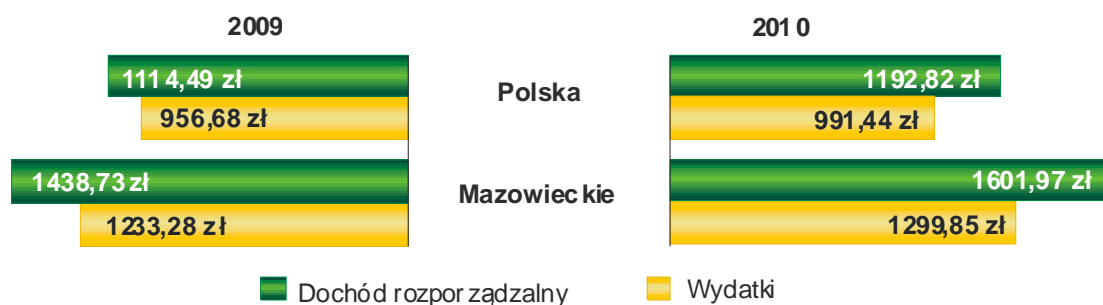 2009 2010
1114,49 zł Polska 1192,82 zł
956,68 zł 991,44 zł
1438,73 zł Mazowieckie 1601,97 zł
1233,28 zł 1299,85 zł
Dochód rozporządzalny Wydatki